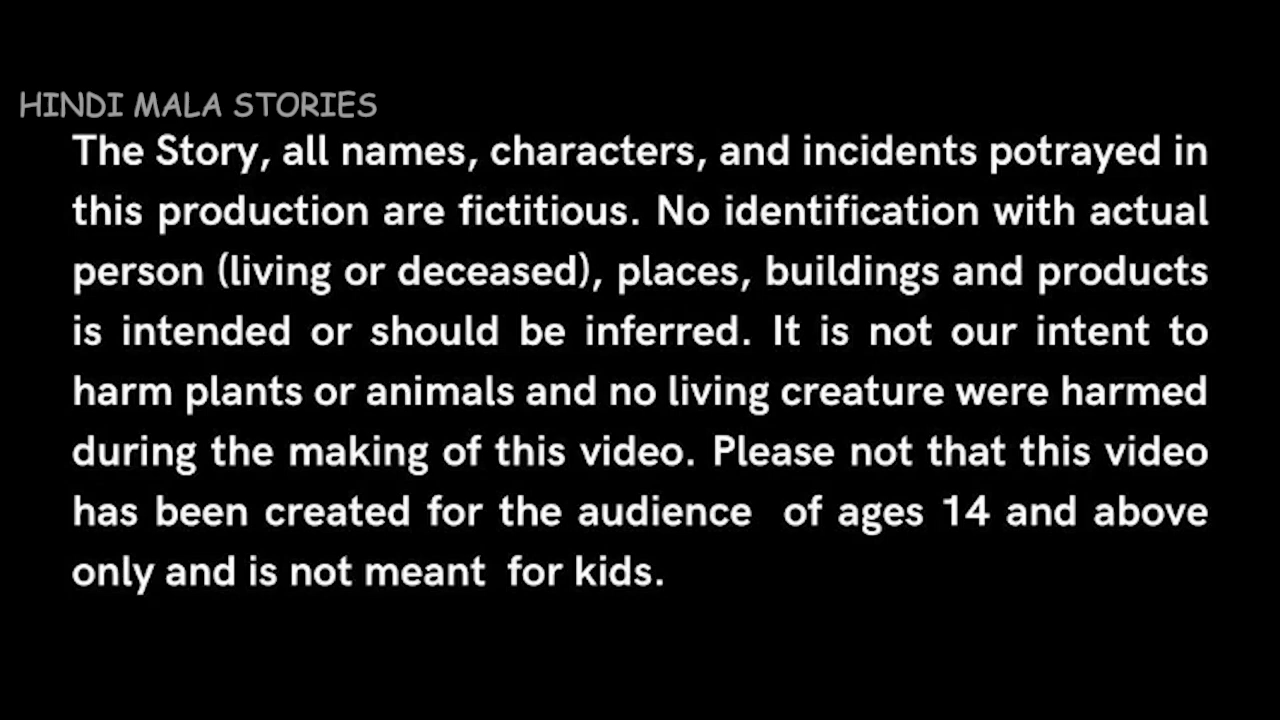 HINDI MALA STORIES
The Story, all names, characters, and incidents potrayed in
this production are fictitious. No identification with actual
person (living or deceased), places, buildings and products
is intended or should be inferred. It is not our intent to
harm plants or animals and no living creature were harmed
during the making of this video. Please not that this video
has been created for the audience of ages 14 and above
only and is not meant for kids.